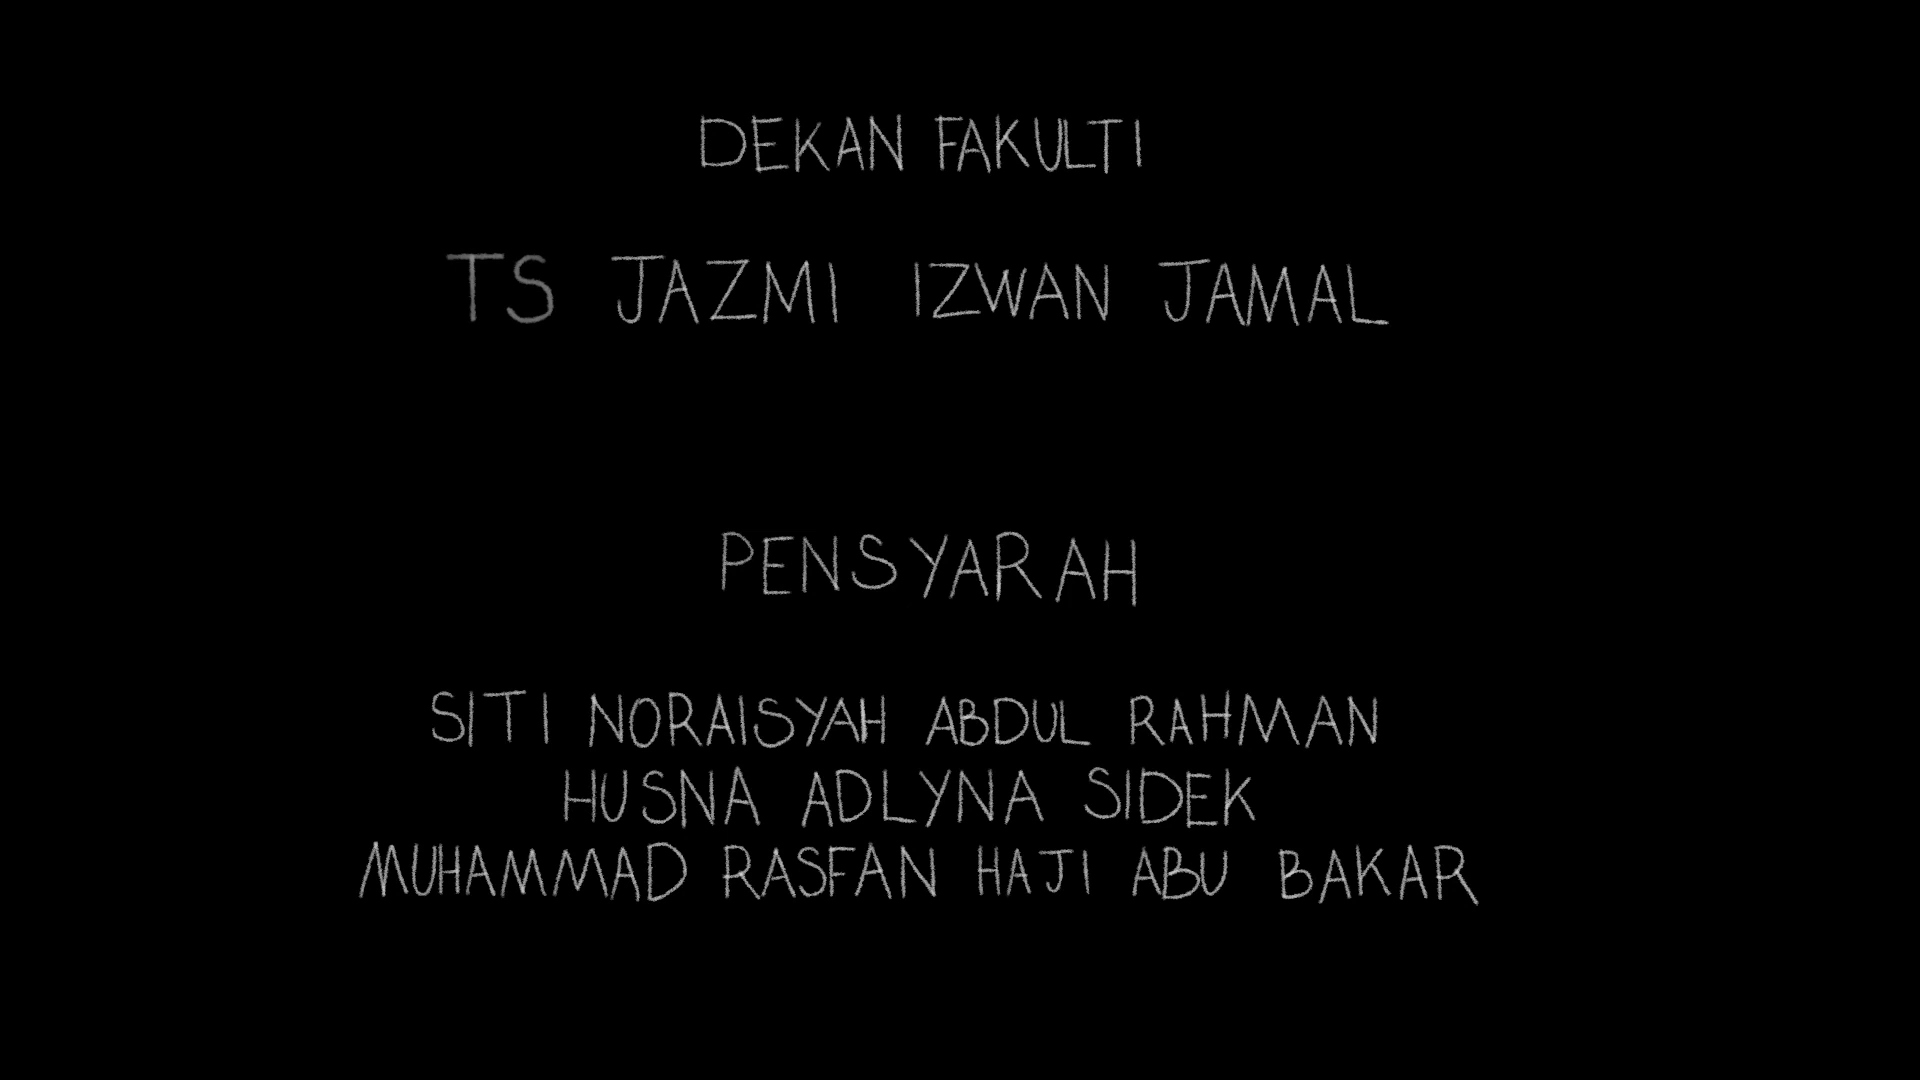 DEKAN FAKULTI
TS JAZMI IZWAN JAMAL
PENSYARAH
SITI NORAISYAH ABDUL RAHMAN
HUSNA ADLYNA SIDEK
MUHAMMAD RASFAN HAJI ABU BAKAR